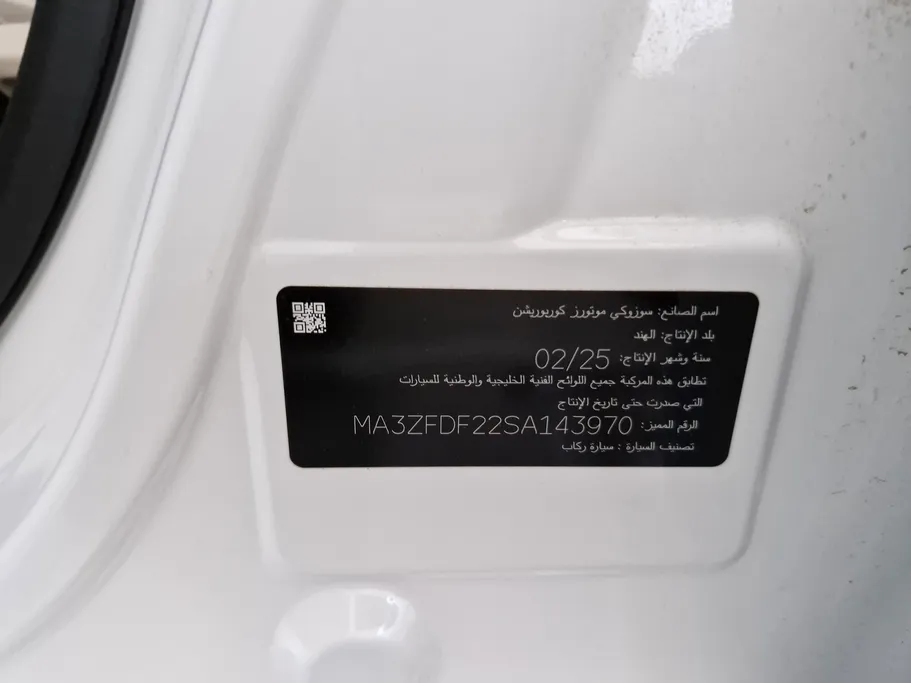 اسم الصانع: سوزوكي موتورز كوربوريشن
بلد الإنتاج: الهند
سنة وشهر الإنتاج: 02/25
تطابق هذه المركبة جميع اللوائح الفنية الخليجية والوطنية للسيارات
التي صدرت حتى تاريخ الإنتاج
الرقم المميز: MA3ZFDF22SA143970
تصنيف السيارة : سيارة ركاب